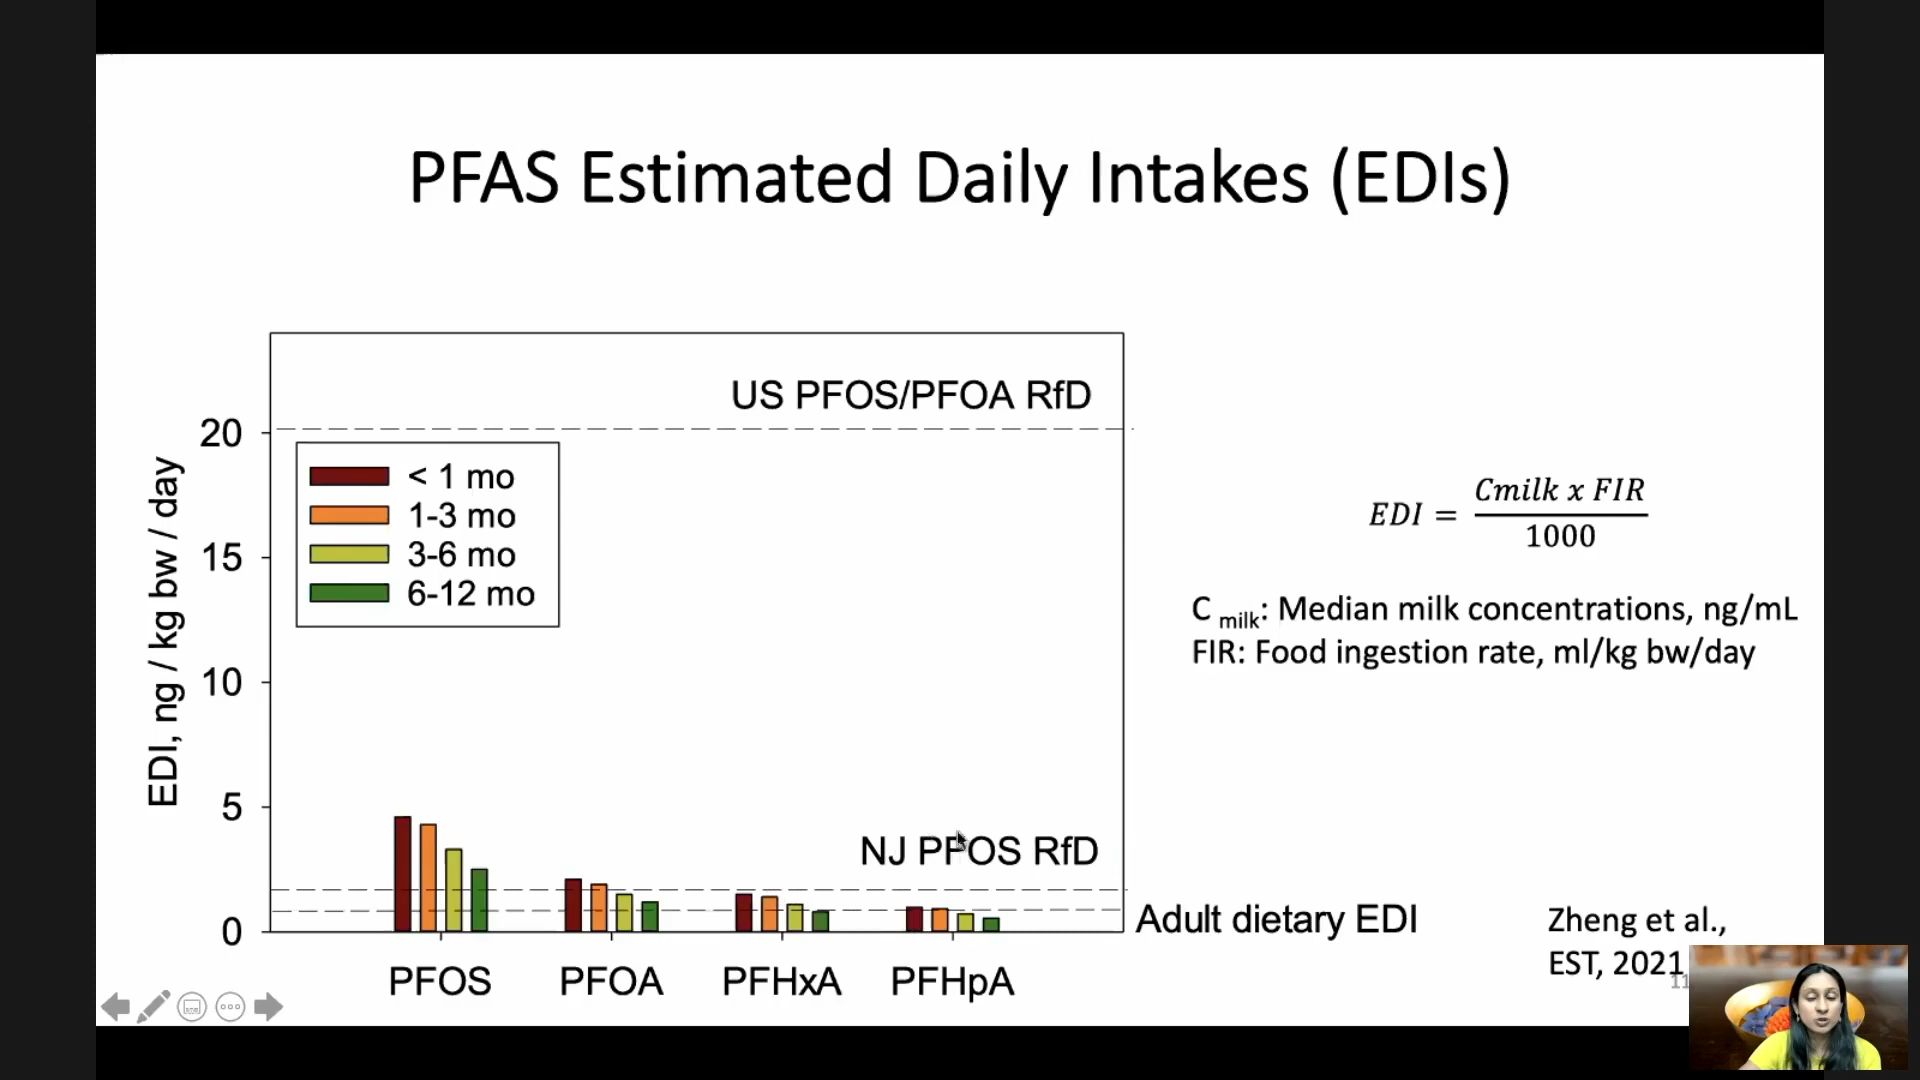 PFAS Estimated Daily Intakes (EDIs)
US PFOS/PFOA RfD
20
15
10
5
0
EDI, ng / kg bw / day
< 1 mo
1-3 mo
3-6 mo
6-12 mo
NJ PFOS RfD
Adult dietary EDI
PFOS PFOA PFHxA PFHpA
EDI = Cmilk x FIR
1000
C milk: Median milk concentrations, ng/mL
FIR: Food ingestion rate, ml/kg bw/day
Zheng et al.,
EST, 2021
11